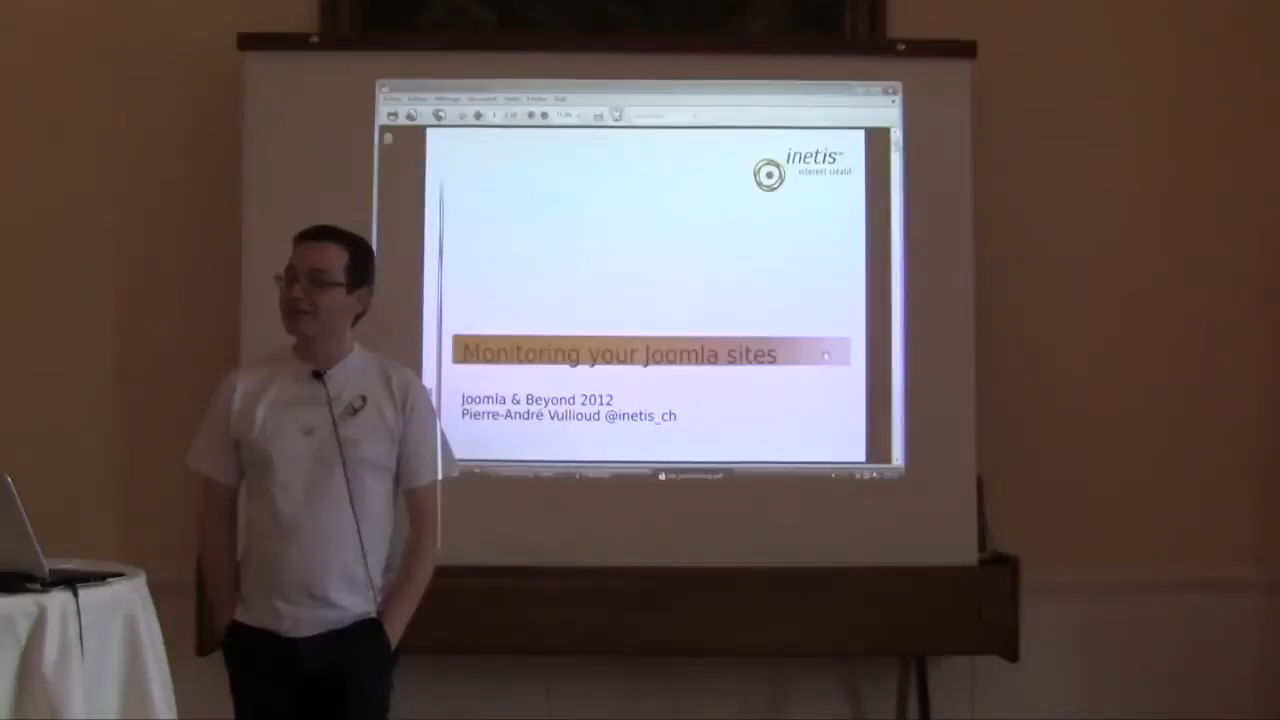 inetis
internet créatif
Monitoring your Joomla sites
Joomla & Beyond 2012
Pierre-André Vullioud @inetis_ch